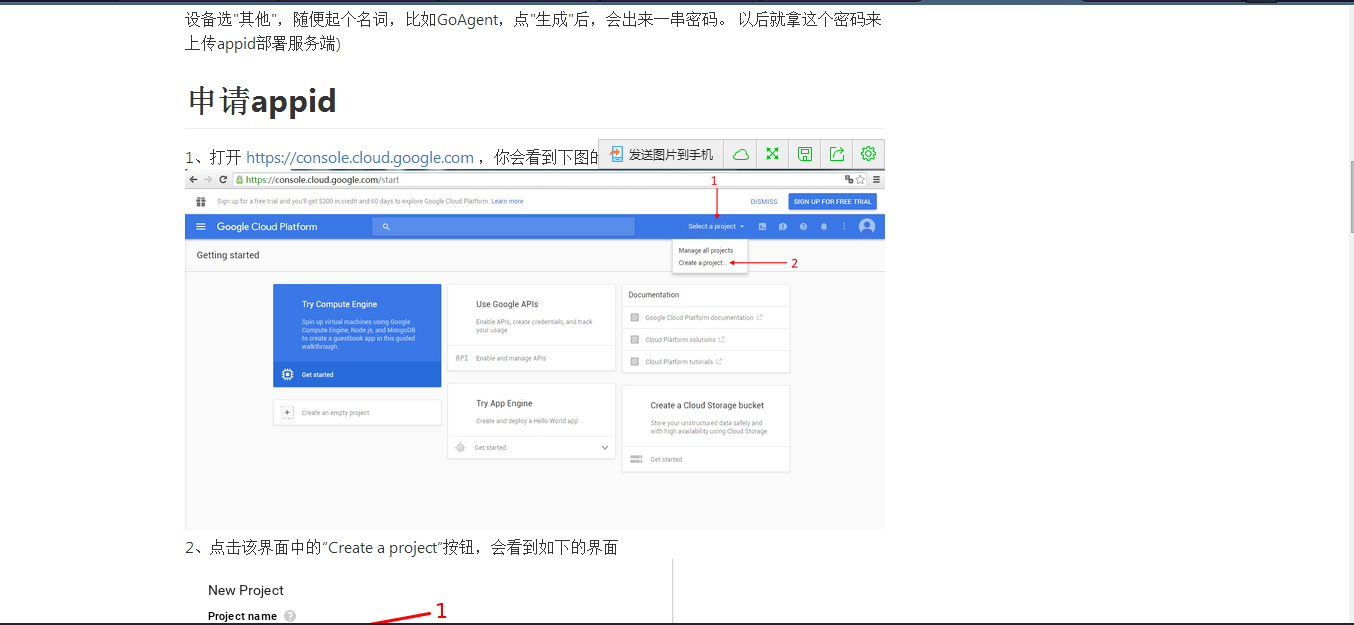 设备选"其他"，随便起个名词，比如GoAgent，点"生成"后，会出来一串密码。 以后就拿这个密码来
上传appid部署服务端)
申请appid
1、打开 https://console.cloud.google.com ，你会看到下图的
发送图片到手机
1
https://console.cloud.google.com/start
Sign up for a free trial and you'll get $300 in credit and 60 days to explore Google Cloud Platform. Learn more
DISMISS
SIGN UP FOR FREE TRIAL
Google Cloud Platform
Select a project
Manage all projects
Create a project...
2
Getting started
Try Compute Engine
Spin up virtual machines using Google
Compute Engine, Node.js, and MongoDB
to create a guestbook app in this guided
walkthrough.
Get started
Create an empty project
Use Google APIs
Enable APIs, create credentials, and track
your usage
RPI Enable and manage APIs
Try App Engine
Create and deploy a Hello World app
Get started
Documentation
Google Cloud Platform documentation
Cloud Platform solutions
Cloud Platform tutorials
Create a Cloud Storage bucket
Store your unstructured data safely and
with high availability using Cloud Storage
Get started
2、点击该界面中的“Create a project”按钮，会看到如下的界面
New Project
Project name ?
1